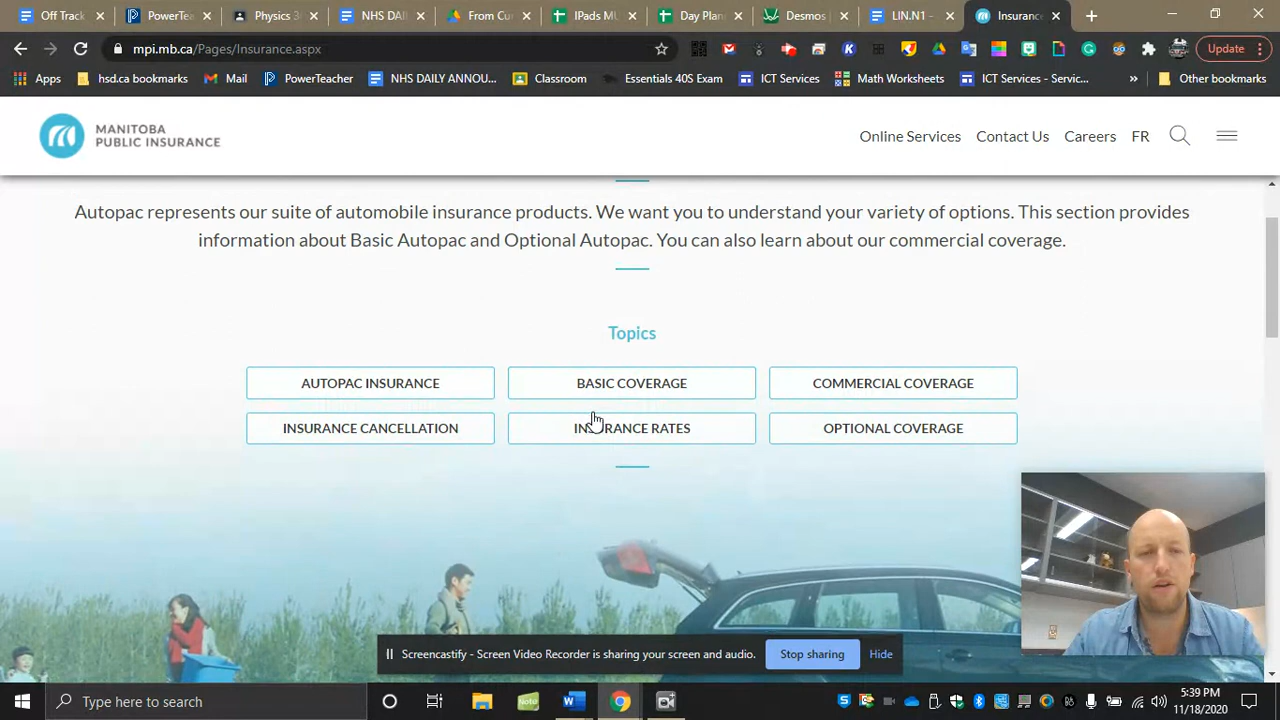 Off Track
PowerTea
Physics 3
NHS DAI
From Cu
IPads MU
Day Plan
Desmos
LIN.N1 -
Insurance
mpi.mb.ca/Pages/Insurance.aspx
Update
Apps
hsd.ca bookmarks
Mail
PowerTeacher
NHS DAILY ANNOU...
Classroom
Essentials 40S Exam
ICT Services
Math Worksheets
ICT Services - Servic...
»
Other bookmarks
MANITOBA
PUBLIC INSURANCE
Online Services
Contact Us
Careers
FR
Autopac represents our suite of automobile insurance products. We want you to understand your variety of options. This section provides
information about Basic Autopac and Optional Autopac. You can also learn about our commercial coverage.
Topics
AUTOPAC INSURANCE
BASIC COVERAGE
COMMERCIAL COVERAGE
INSURANCE CANCELLATION
INSURANCE RATES
OPTIONAL COVERAGE
Screencastify - Screen Video Recorder is sharing your screen and audio.
Stop sharing
Hide
Type here to search
Note
5:39 PM
11/18/2020